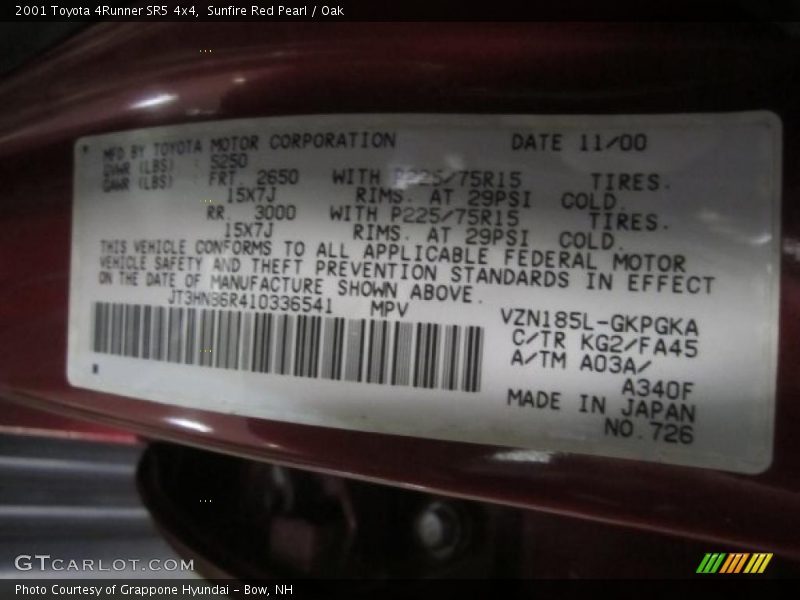 2001 Toyota 4Runner SR5 4x4, Sunfire Red Pearl / Oak
MFD BY TOYOTA MOTOR CORPORATION DATE 11/00
GVWR (LBS) : 5250
GAWR (LBS) FRT. 2650 WITH P225/75R15 TIRES.
15X7J RIMS. AT 29PSI COLD.
RR. 3000 WITH P225/75R15 TIRES.
15X7J RIMS. AT 29PSI COLD.
THIS VEHICLE CONFORMS TO ALL APPLICABLE FEDERAL MOTOR
VEHICLE SAFETY AND THEFT PREVENTION STANDARDS IN EFFECT
ON THE DATE OF MANUFACTURE SHOWN ABOVE.
JT3HN86R410336541 MPV
VZN185L-GKPGKA
C/TR KG2/FA45
A/TM A03A/
A340F
MADE IN JAPAN
NO.726
GTCARLOT.COM
Photo Courtesy of Grappone Hyundai - Bow, NH